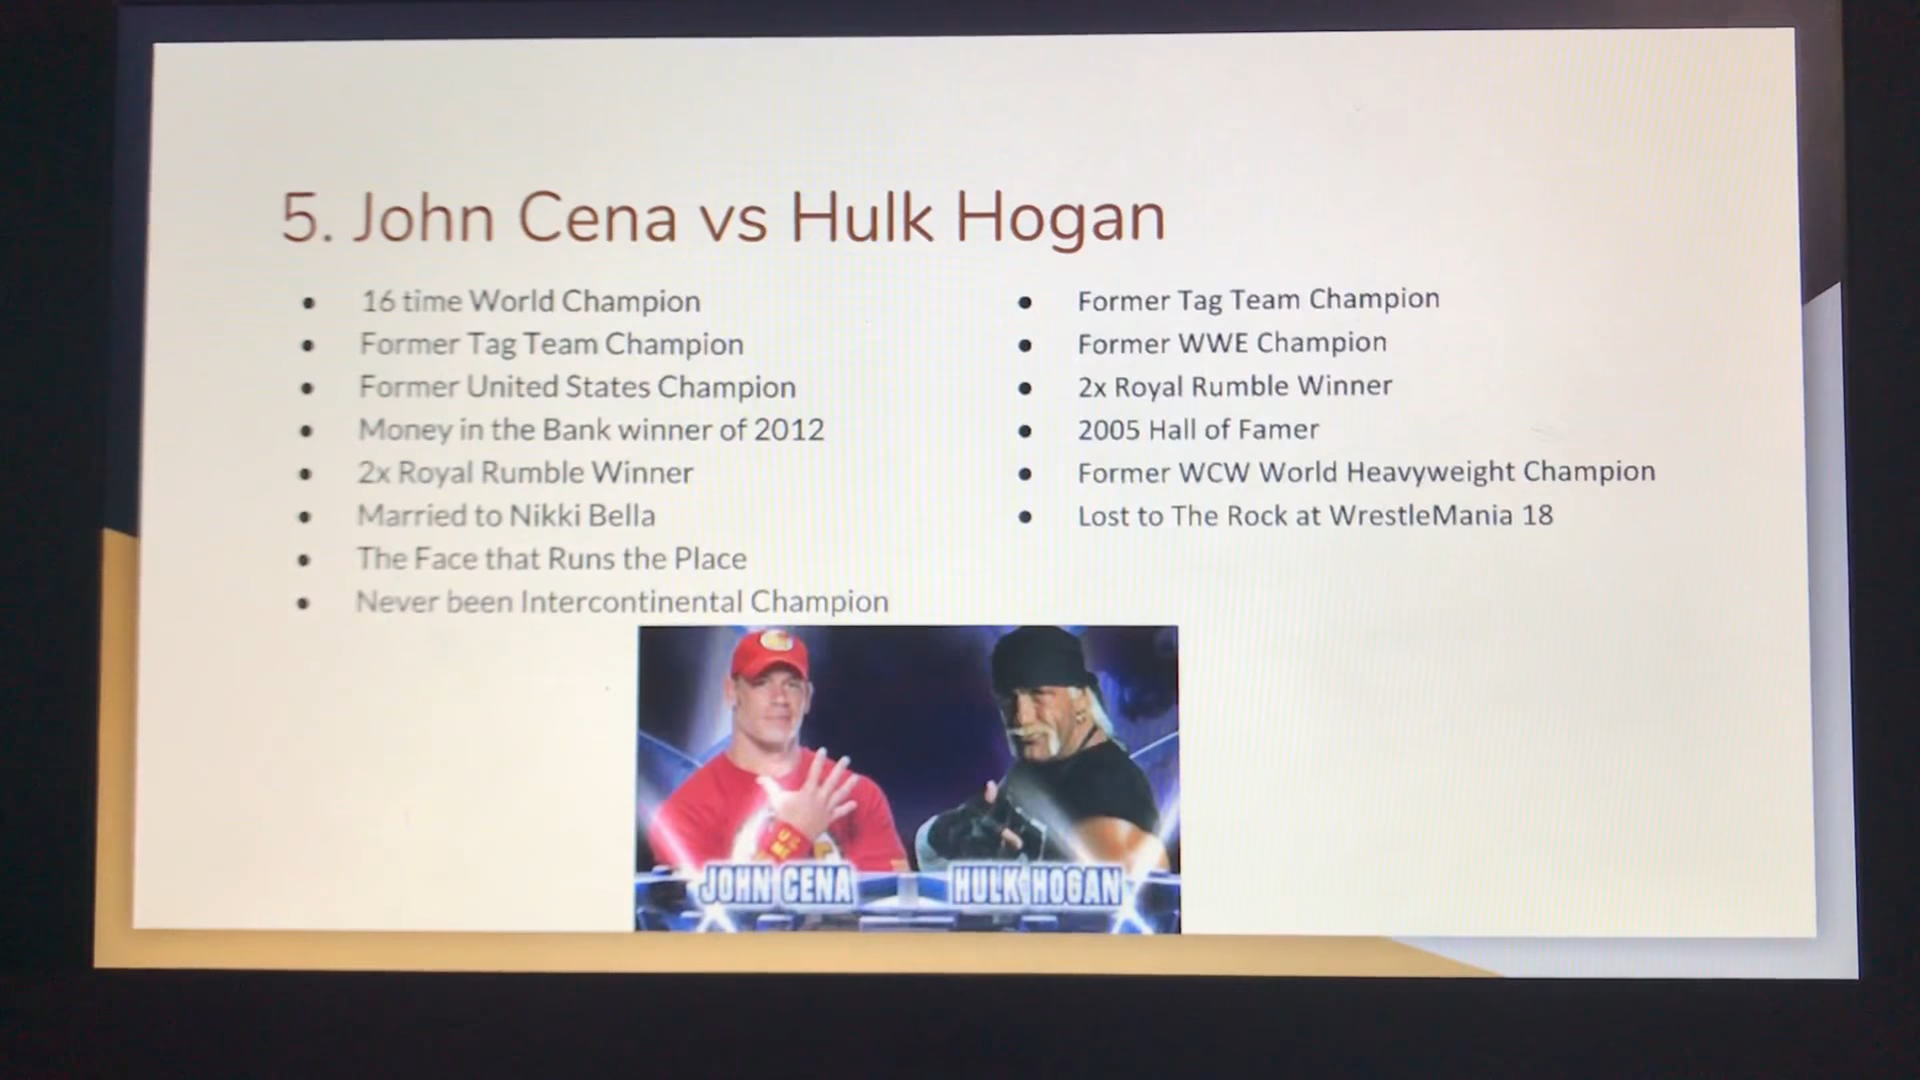 5. John Cena vs Hulk Hogan
16 time World Champion
Former Tag Team Champion
Former United States Champion
Money in the Bank winner of 2012
2x Royal Rumble Winner
Married to Nikki Bella
The Face that Runs the Place
Never been Intercontinental Champion
Former Tag Team Champion
Former WWE Champion
2x Royal Rumble Winner
2005 Hall of Famer
Former WCW World Heavyweight Champion
Lost to The Rock at WrestleMania 18
JOHN CENA
HULK HOGAN